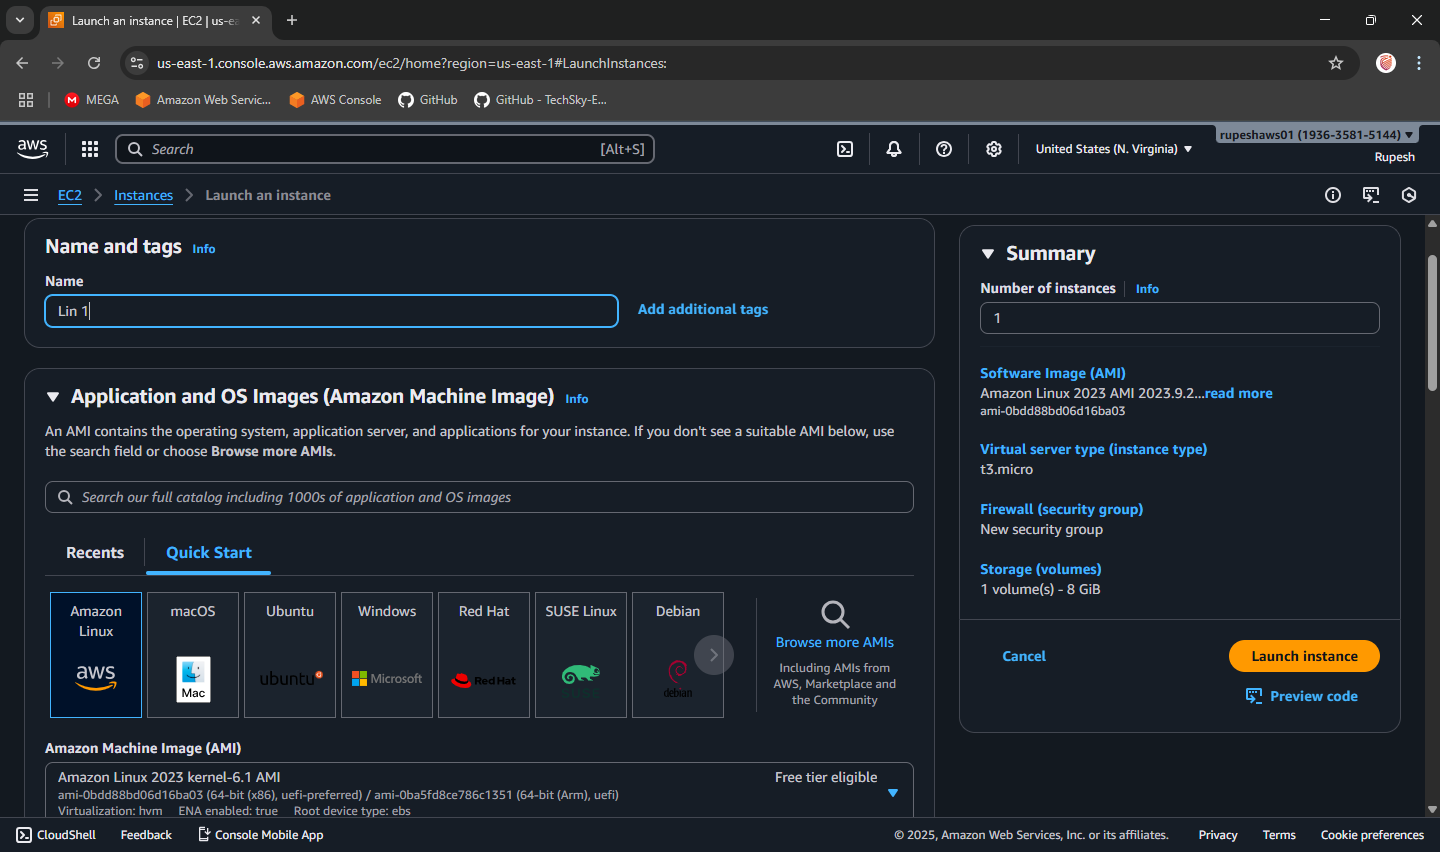 Launch an instance | EC2 | us-ea
us-east-1.console.aws.amazon.com/ec2/home?region=us-east-1#LaunchInstances:
MEGA
Amazon Web Servic...
AWS Console
GitHub
GitHub - TechSky-E...
aws
Search
[Alt+S]
United States (N. Virginia)
rupeshaws01 (1936-3581-5144)
Rupesh
EC2
Instances
Launch an instance
Name and tags Info
Name
Lin 1
Add additional tags
Application and OS Images (Amazon Machine Image) Info
An AMI contains the operating system, application server, and applications for your instance. If you don't see a suitable AMI below, use
the search field or choose Browse more AMIs.
Search our full catalog including 1000s of application and OS images
Recents
Quick Start
Amazon
Linux
aws
macOS
Mac
Ubuntu
ubuntu
Windows
Microsoft
Red Hat
Red Hat
SUSE Linux
Debian
debian
Browse more AMIs
Including AMIs from
AWS, Marketplace and
the Community
Amazon Machine Image (AMI)
Amazon Linux 2023 kernel-6.1 AMI
Free tier eligible
ami-0bdd88bd06d16ba03 (64-bit (x86), uefi-preferred) / ami-0ba5fd8ce786c1351 (64-bit (Arm), uefi)
Virtualization: hvm ENA enabled: true Root device type: ebs
Summary
Number of instances Info
1
Software Image (AMI)
Amazon Linux 2023 AMI 2023.9.2...read more
ami-0bdd88bd06d16ba03
Virtual server type (instance type)
t3.micro
Firewall (security group)
New security group
Storage (volumes)
1 volume(s) - 8 GiB
Cancel
Launch instance
Preview code
CloudShell
Feedback
Console Mobile App
© 2025, Amazon Web Services, Inc. or its affiliates.
Privacy
Terms
Cookie preferences